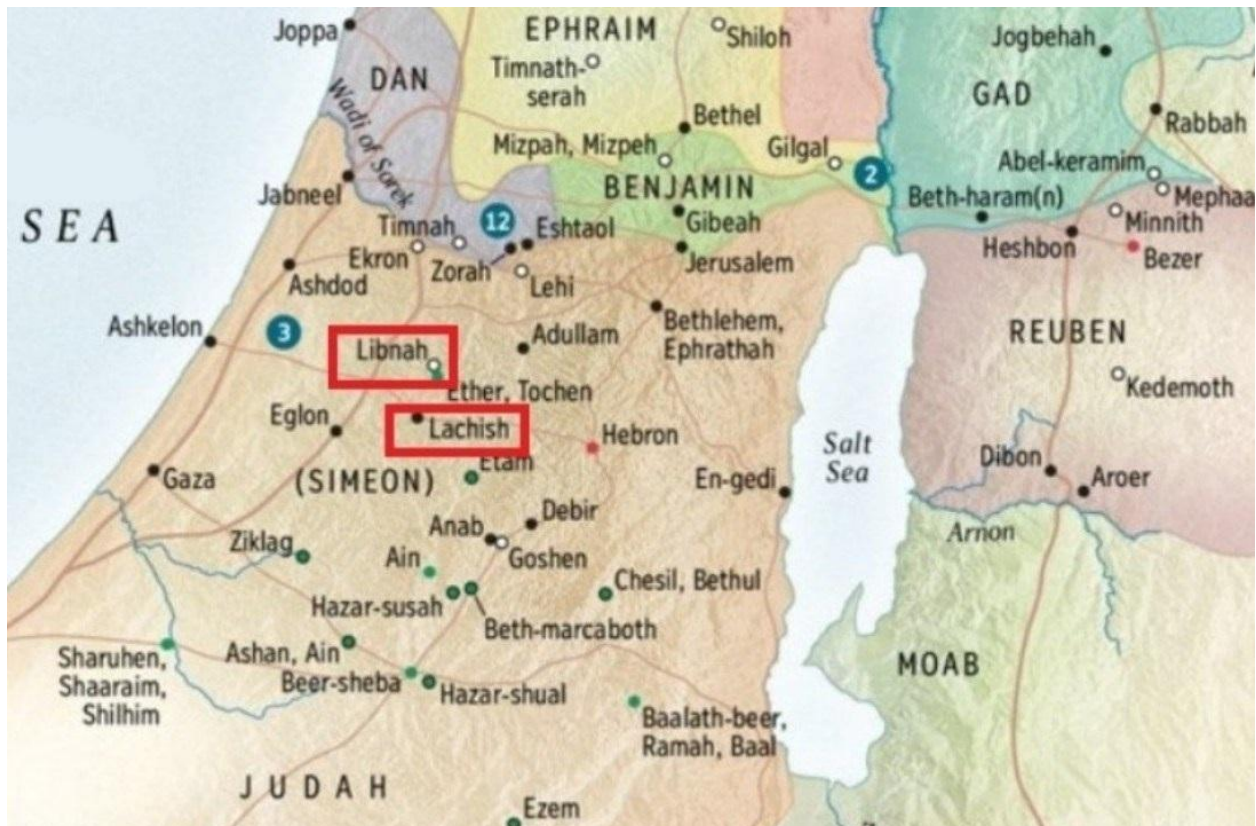 Joppa
EPHRAIM
Shiloh
Jogbehah
DAN
Timnath-
serah
GAD
Wadi of Sorek
Bethel
Rabbah
Mizpah, Mizpeh
Gilgal
2
Abel-keramim
Jabneel
BENJAMIN
Beth-haram(n)
Mephaa
SEA
Timnah
12
Eshtaol
Gibeah
Minnith
Ekron
Zorah
Jerusalem
Heshbon
Bezer
Ashdod
Lehi
Ashkelon
3
Adullam
Bethlehem,
Ephrathah
REUBEN
Libnah
Ether, Tochen
Kedemoth
Eglon
Lachish
Hebron
Salt
Sea
Etam
Dibon
Aroer
Gaza
(SIMEON)
En-gedi
Debir
Anab
Goshen
Arnon
Ziklag
Ain
Chesil, Bethul
Hazar-susah
Beth-marcaboth
Sharuhen,
Shaaraim,
Shilhim
Ashan, Ain
Beer-sheba
Hazar-shual
MOAB
Baalath-beer,
Ramah, Baal
JUDAH
Ezem